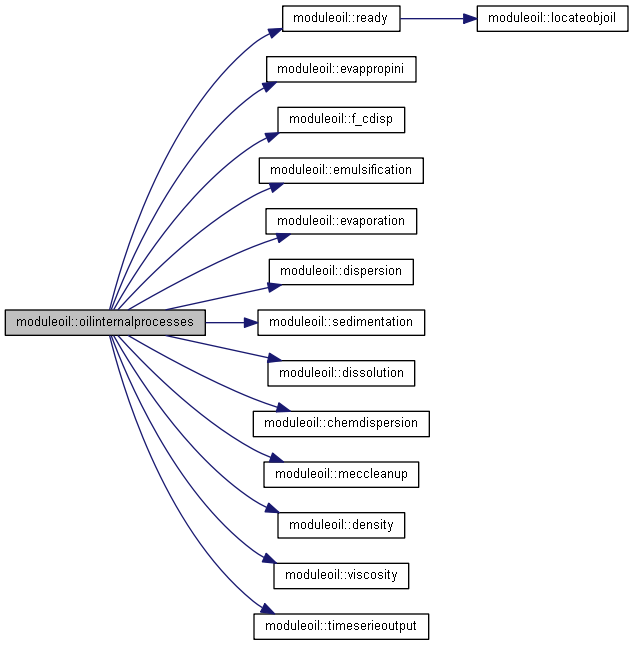 moduleoil::ready
moduleoil::locateobjoil
moduleoil::evappropini
moduleoil::f_cdisp
moduleoil::emulsification
moduleoil::evaporation
moduleoil::dispersion
moduleoil::oilinternalprocesses
moduleoil::sedimentation
moduleoil::dissolution
moduleoil::chemdispersion
moduleoil::meccleanup
moduleoil::density
moduleoil::viscosity
moduleoil::timeserieoutput